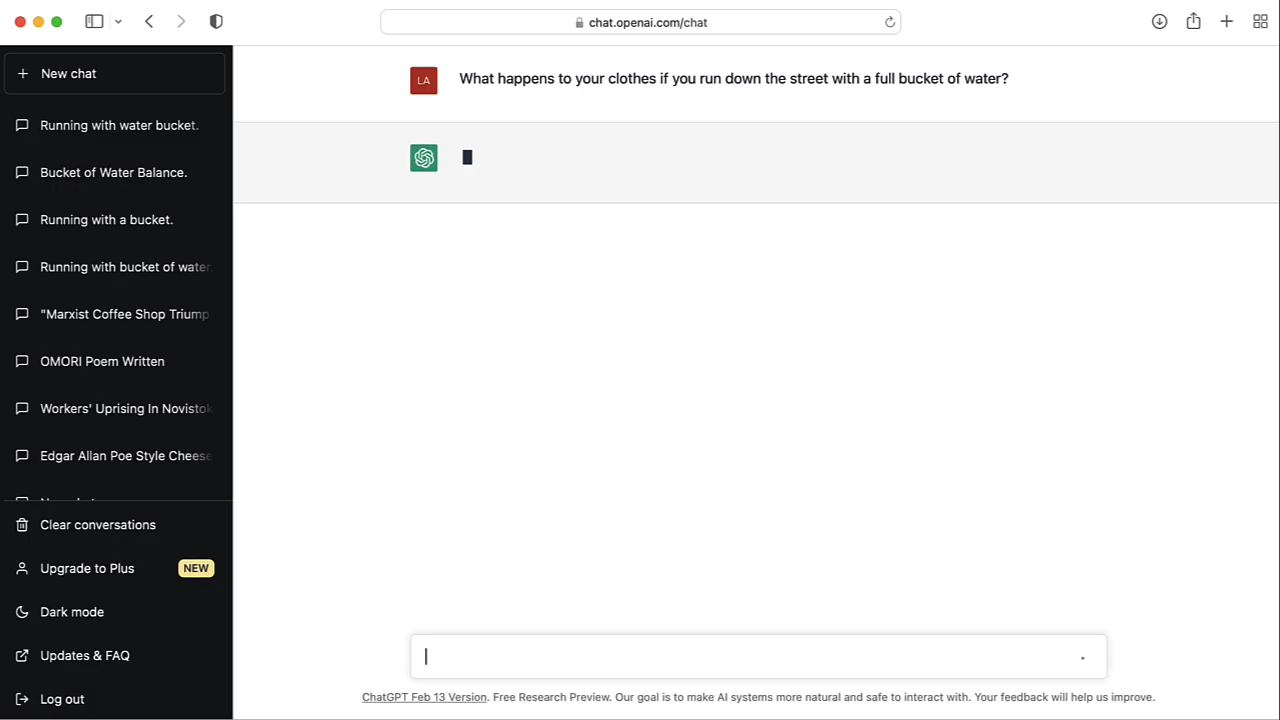 chat.openai.com/chat
New chat
Running with water bucket.
Bucket of Water Balance.
Running with a bucket.
Running with bucket of water
"Marxist Coffee Shop Triump
OMORI Poem Written
Workers' Uprising In Novistok
Edgar Allan Poe Style Cheese
Clear conversations
Upgrade to Plus NEW
Dark mode
Updates & FAQ
Log out
LA What happens to your clothes if you run down the street with a full bucket of water?
ChatGPT Feb 13 Version. Free Research Preview. Our goal is to make AI systems more natural and safe to interact with. Your feedback will help us improve.